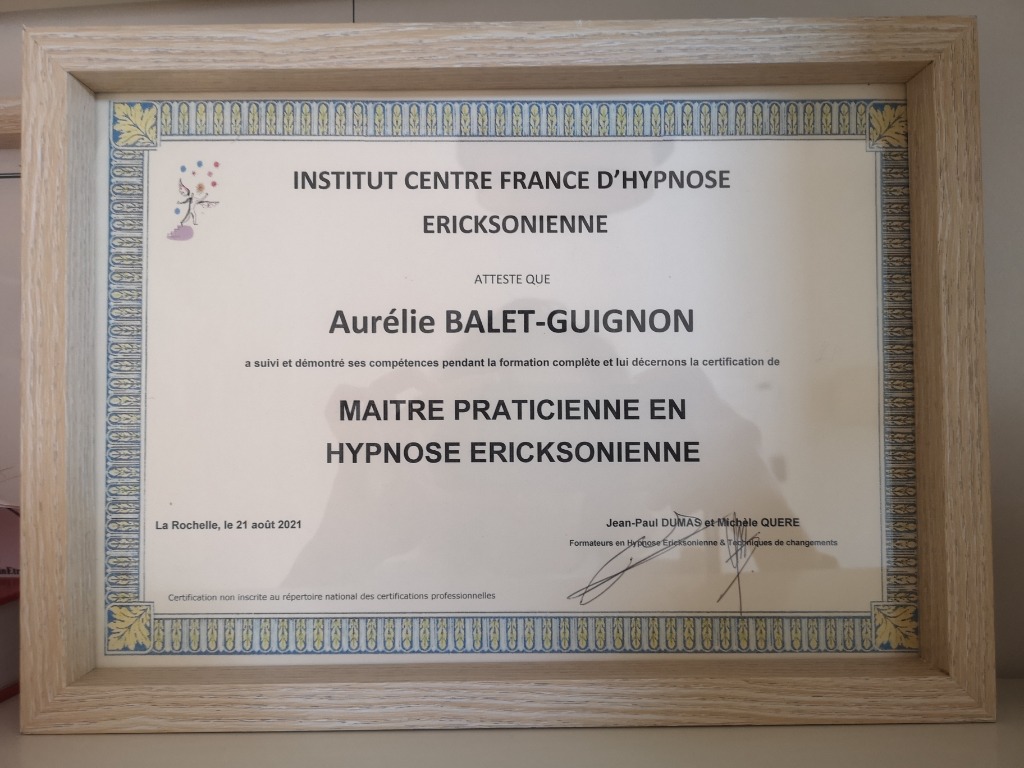 INSTITUT CENTRE FRANCE D'HYPNOSE
ERICKSONIENNE
ATTESTE QUE
Aurélie BALET-GUIGNON
a suivi et démontré ses compétences pendant la formation complète et lui décernons la certification de
MAITRE PRATICIENNE EN
HYPNOSE ERICKSONIENNE
La Rochelle, le 21 août 2021
Jean-Paul DUMAS et Michèle QUERE
Formateurs en Hypnose Ericksonienne & Techniques de changements
Certification non inscrite au répertoire national des certifications professionnelles